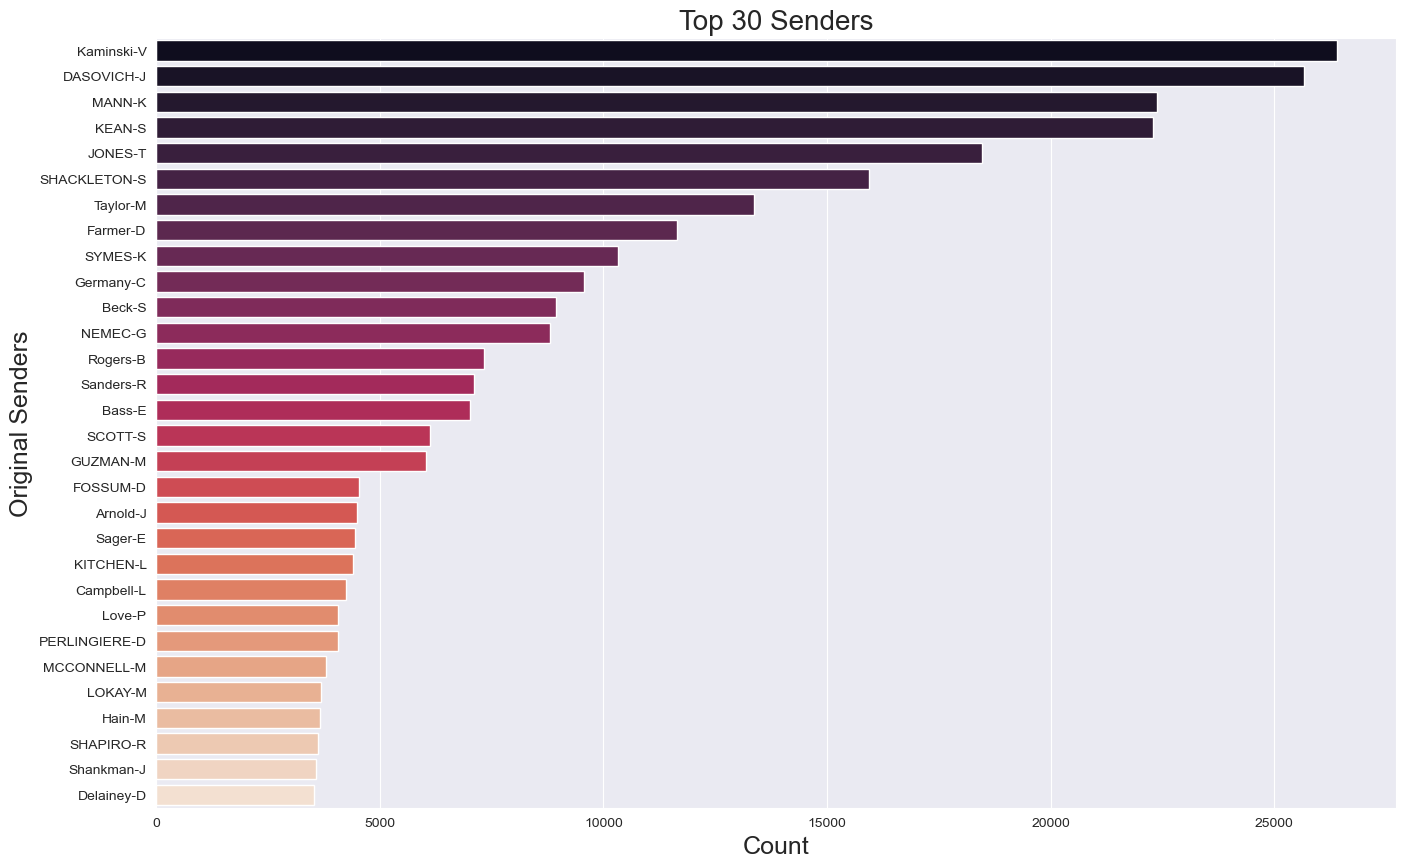 Top 30 Senders
Original Senders
Kaminski-V
DASOVICH-J
MANN-K
KEAN-S
JONES-T
SHACKLETON-S
Taylor-M
Farmer-D
SYMES-K
Germany-C
Beck-S
NEMEC-G
Rogers-B
Sanders-R
Bass-E
SCOTT-S
GUZMAN-M
FOSSUM-D
Arnold-J
Sager-E
KITCHEN-L
Campbell-L
Love-P
PERLINGIERE-D
MCCONNELL-M
LOKAY-M
Hain-M
SHAPIRO-R
Shankman-J
Delainey-D
0 5000 10000 15000 20000 25000
Count